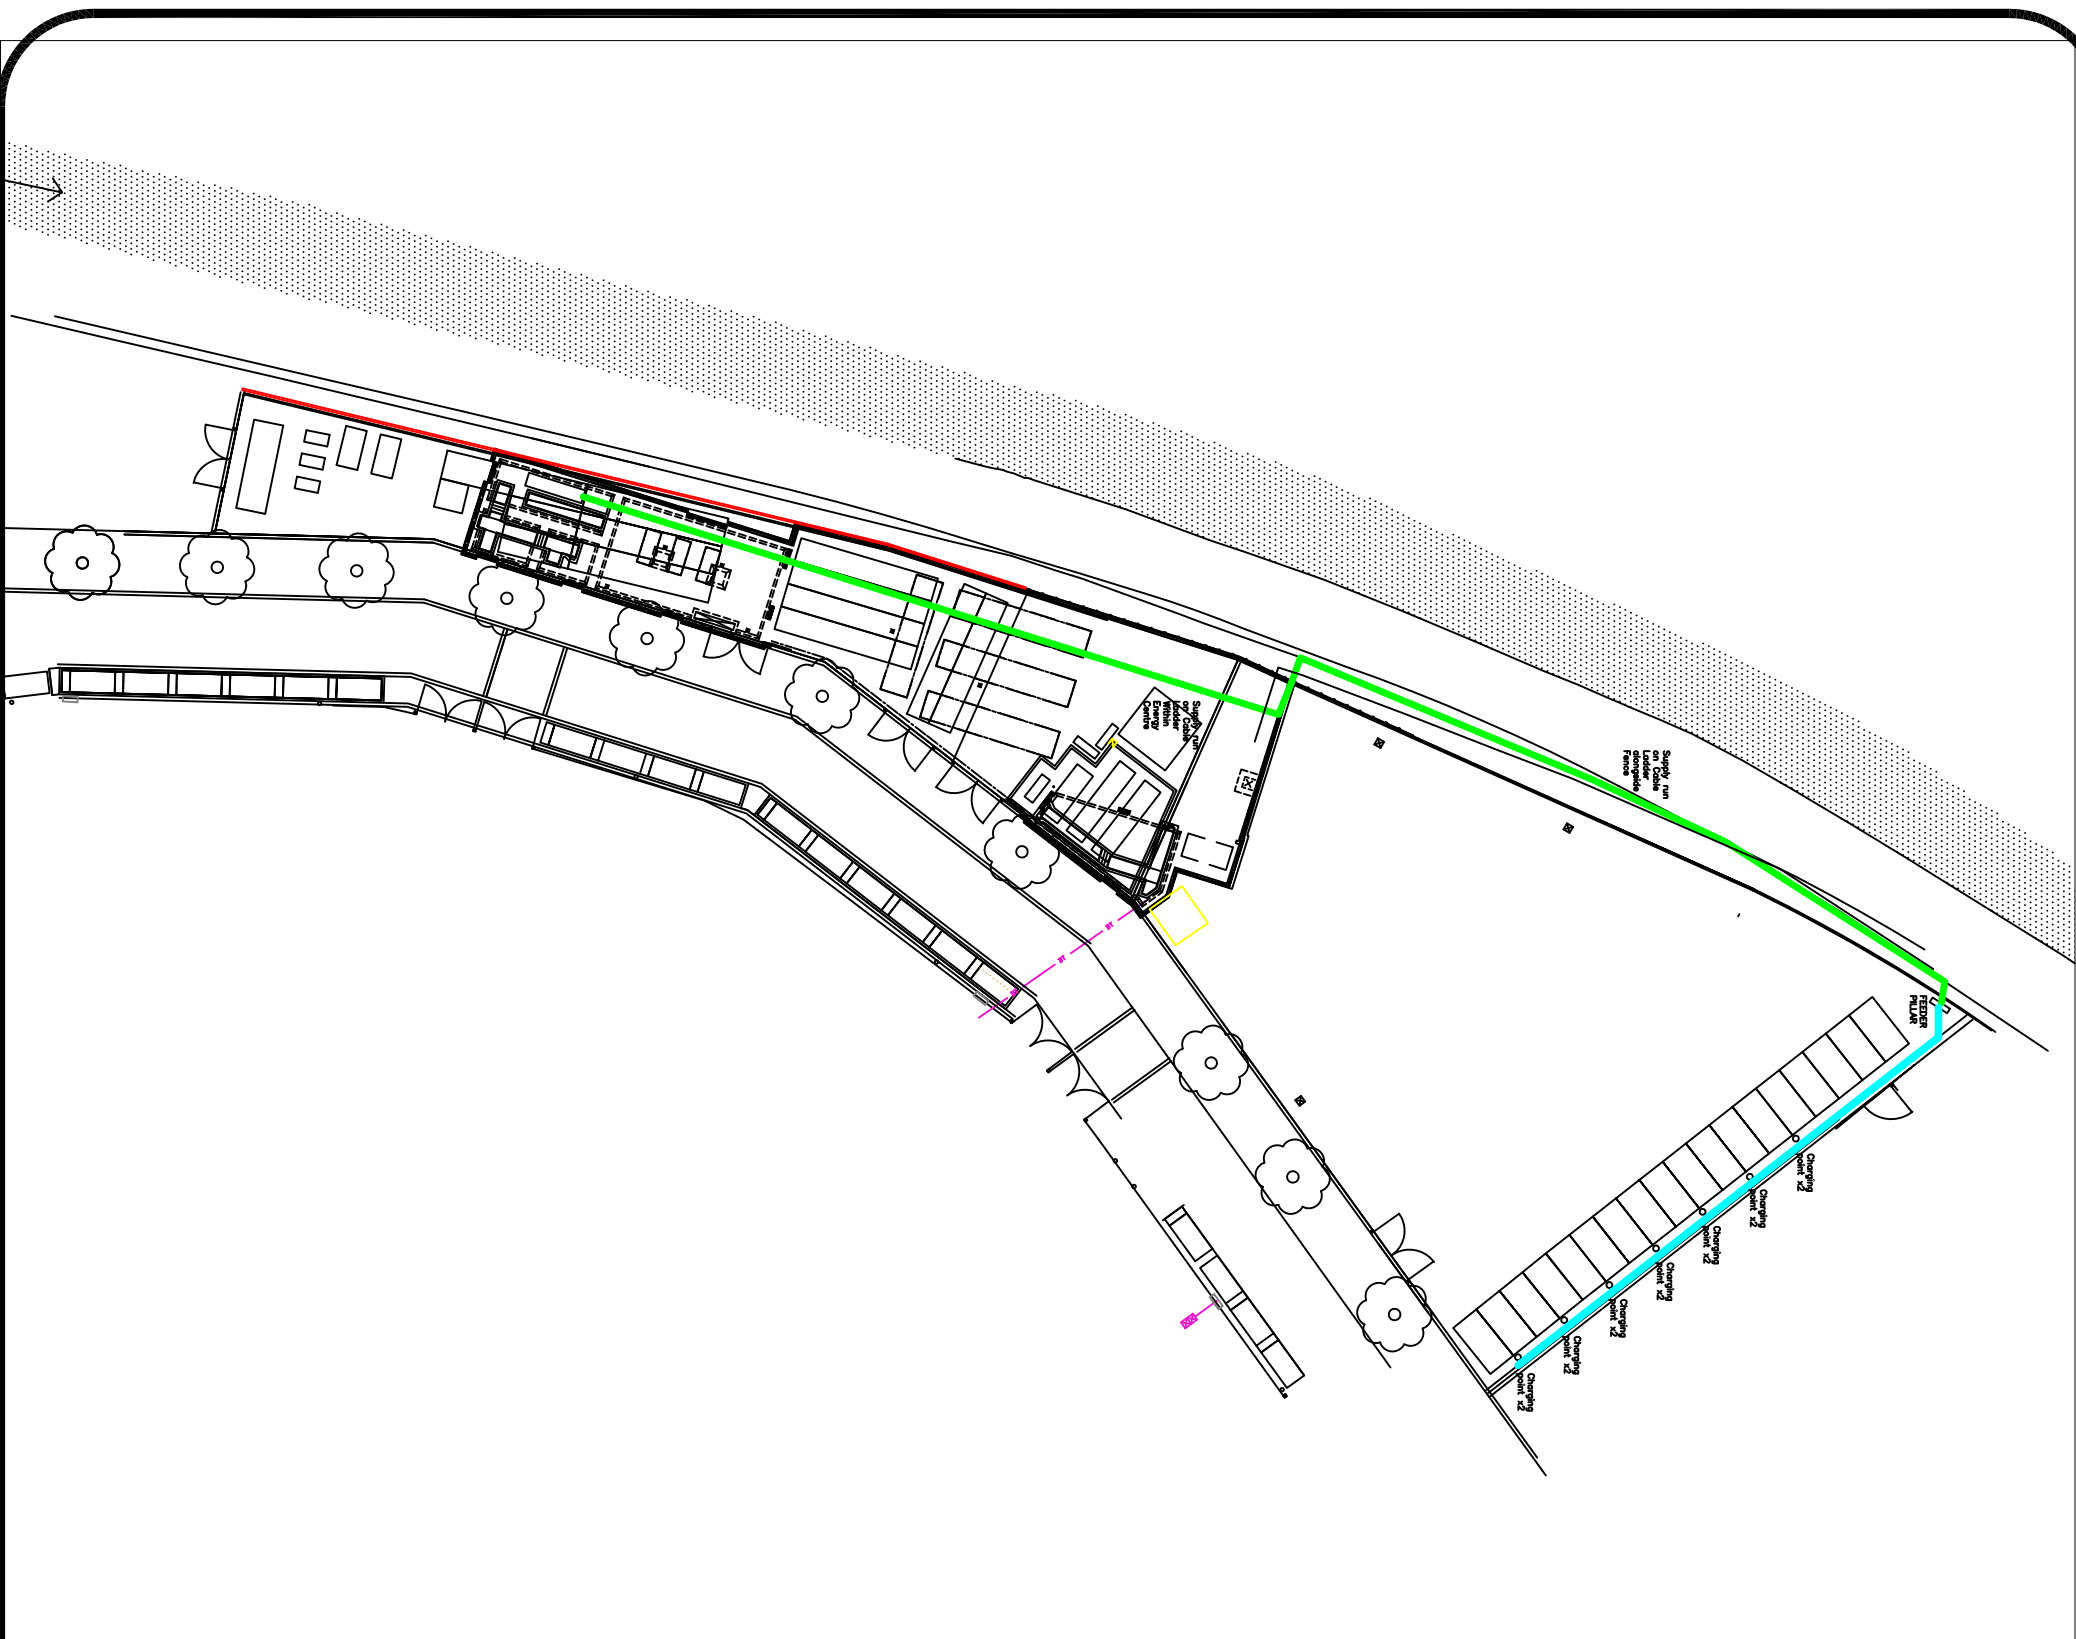 Supply run
on Cable
Ladder
Within
Energy
Centre
Supply run
on Cable
Ladder
alongside
Fence
FEEDER
PILLAR
Charging
point x2
Charging
point x2
Charging
point x2
Charging
point x2
Charging
point x2
Charging
point x2
Charging
point x2